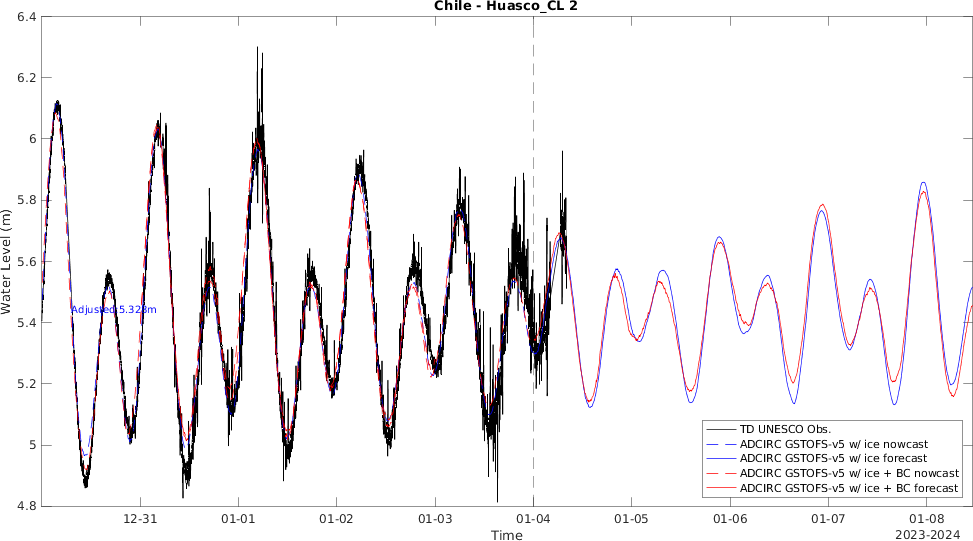 Chile - Huasco_CL 2
6.4
6.2
6
5.8
5.6
5.4
5.2
5
4.8
Water Level (m)
Adjusted 5.323m
TD UNESCO Obs.
ADCIRC GSTOFS-v5 w/ ice nowcast
ADCIRC GSTOFS-v5 w/ ice forecast
ADCIRC GSTOFS-v5 w/ ice + BC nowcast
ADCIRC GSTOFS-v5 w/ ice + BC forecast
12-31 01-01 01-02 01-03 01-04 01-05 01-06 01-07 01-08
Time
2023-2024